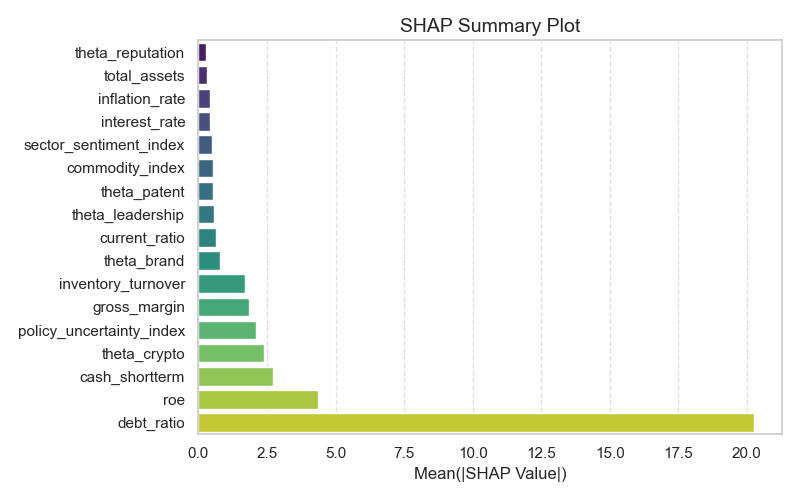 SHAP Summary Plot
theta_reputation
total_assets
inflation_rate
interest_rate
sector_sentiment_index
commodity_index
theta_patent
theta_leadership
current_ratio
theta_brand
inventory_turnover
gross_margin
policy_uncertainty_index
theta_crypto
cash_shortterm
roe
debt_ratio
0.0 2.5 5.0 7.5 10.0 12.5 15.0 17.5 20.0
Mean(|SHAP Value|)